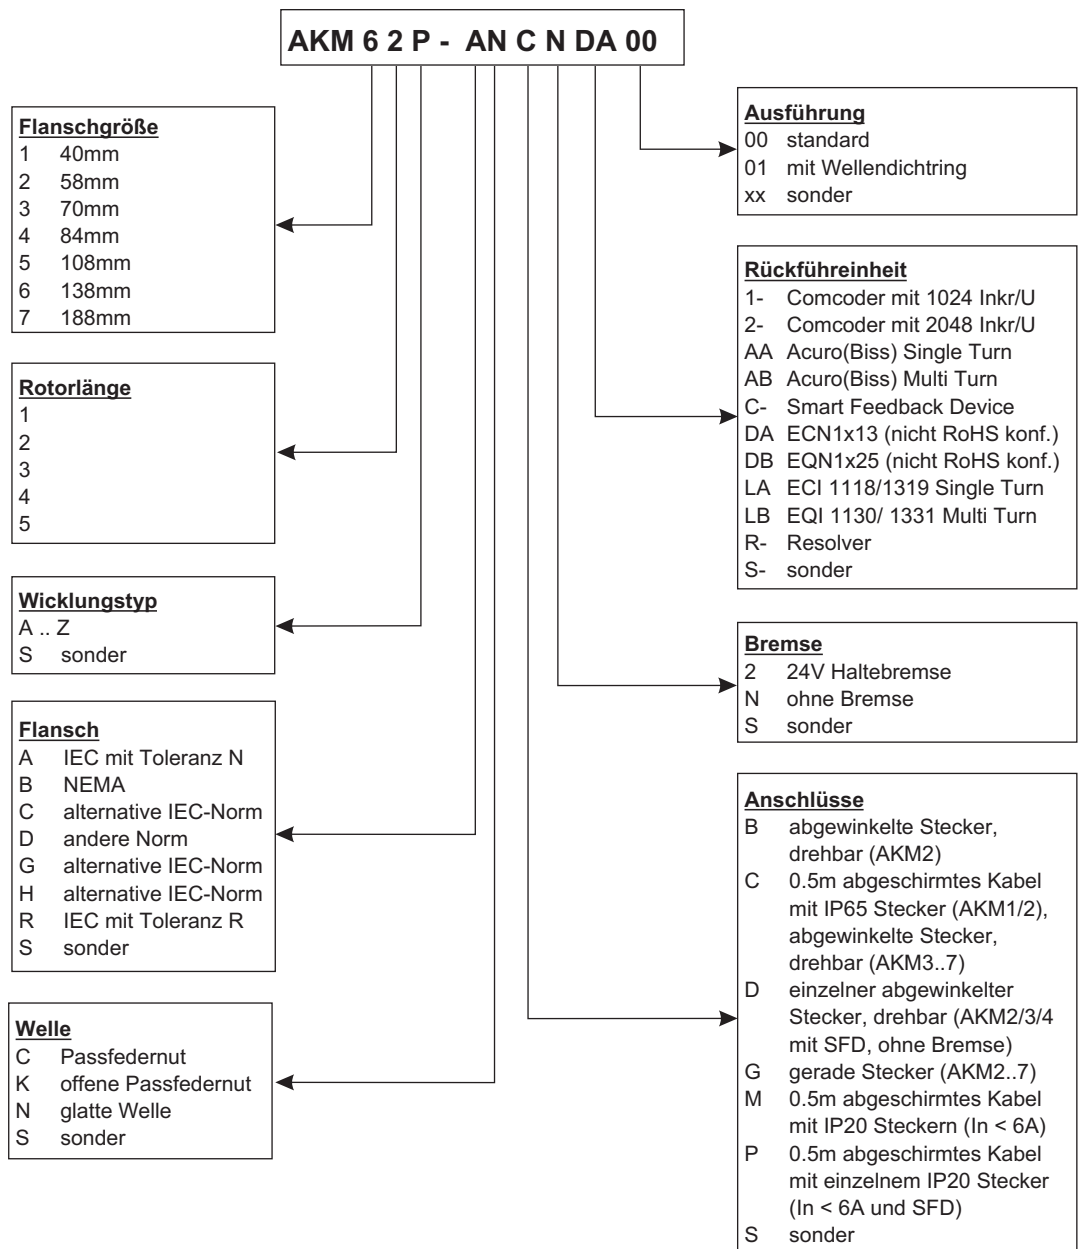 AKM 6 2 P - AN C N DA 00
Flanschgröße
1 40mm
2 58mm
3 70mm
4 84mm
5 108mm
6 138mm
7 188mm
Rotorlänge
1
2
3
4
5
Wicklungstyp
A .. Z
S sonder
Flansch
A IEC mit Toleranz N
B NEMA
C alternative IEC-Norm
D andere Norm
G alternative IEC-Norm
H alternative IEC-Norm
R IEC mit Toleranz R
S sonder
Welle
C Passfedernut
K offene Passfedernut
N glatte Welle
S sonder
Ausführung
00 standard
01 mit Wellendichtring
xx sonder
Rückführeinheit
1- Comcoder mit 1024 Inkr/U
2- Comcoder mit 2048 Inkr/U
AA Acuro(Biss) Single Turn
AB Acuro(Biss) Multi Turn
C- Smart Feedback Device
DA ECN1x13 (nicht RoHS konf.)
DB EQN1x25 (nicht RoHS konf.)
LA ECI 1118/1319 Single Turn
LB EQI 1130/ 1331 Multi Turn
R- Resolver
S- sonder
Bremse
2 24V Haltebremse
N ohne Bremse
S sonder
Anschlüsse
B abgewinkelte Stecker,
drehbar (AKM2)
C 0.5m abgeschirmtes Kabel
mit IP65 Stecker (AKM1/2),
abgewinkelte Stecker,
drehbar (AKM3..7)
D einzelner abgewinkelter
Stecker, drehbar (AKM2/3/4
mit SFD, ohne Bremse)
G gerade Stecker (AKM2..7)
M 0.5m abgeschirmtes Kabel
mit IP20 Steckern (In < 6A)
P 0.5m abgeschirmtes Kabel
mit einzelnem IP20 Stecker
(In < 6A und SFD)
S sonder